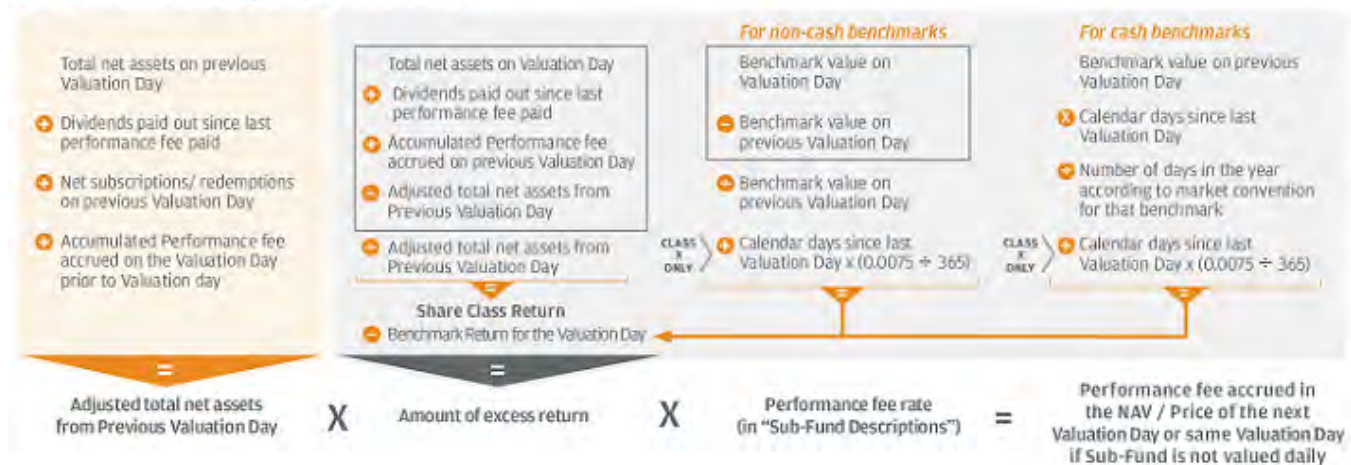 Total net assets on previous
Valuation Day
+ Dividends paid out since last
performance fee paid
+ Net subscriptions/ redemptions
on previous Valuation Day
+ Accumulated Performance fee
accrued on the Valuation Day
prior to Valuation day
=
Adjusted total net assets
from Previous Valuation Day
X
Total net assets on Valuation Day
+ Dividends paid out since last
performance fee paid
+ Accumulated Performance fee
accrued on previous Valuation Day
− Adjusted total net assets from
Previous Valuation Day
Adjusted total net assets from
Previous Valuation Day
=
Share Class Return
− Benchmark Return for the Valuation Day
=
Amount of excess return
X
For non-cash benchmarks
Benchmark value on
Valuation Day
− Benchmark value on
previous Valuation Day
Benchmark value on
previous Valuation Day
CLASS
X
ONLY
+ Calendar days since last
Valuation Day x (0.0075 ÷ 365)
=
For cash benchmarks
Benchmark value on previous
Valuation Day
X Calendar days since last
Valuation Day
Number of days in the year
according to market convention
for that benchmark
CLASS
X
ONLY
+ Calendar days since last
Valuation Day x (0.0075 ÷ 365)
=
Performance fee rate
(in “Sub-Fund Descriptions”)
=
Performance fee accrued in
the NAV / Price of the next
Valuation Day or same Valuation Day
if Sub-Fund is not valued daily